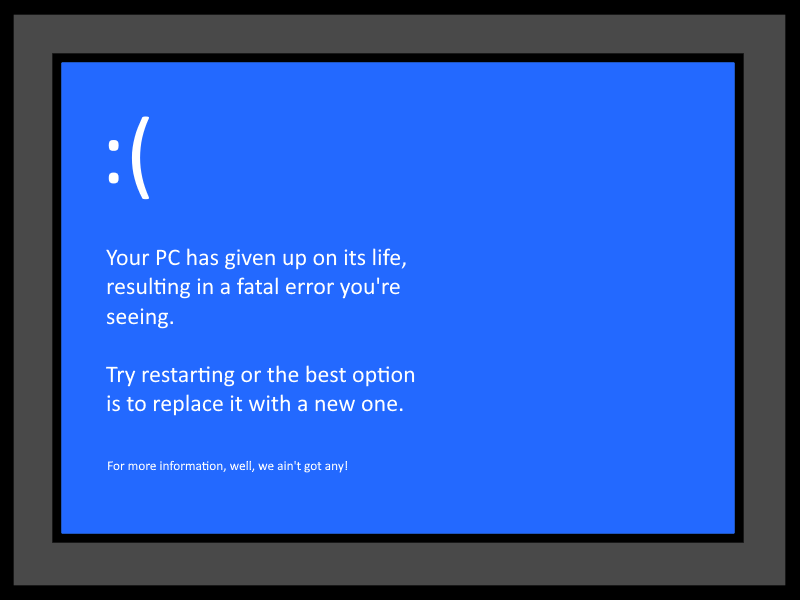 :(
Your PC has given up on its life,
resulting in a fatal error you're
seeing.
Try restarting or the best option
is to replace it with a new one.
For more information, well, we ain't got any!